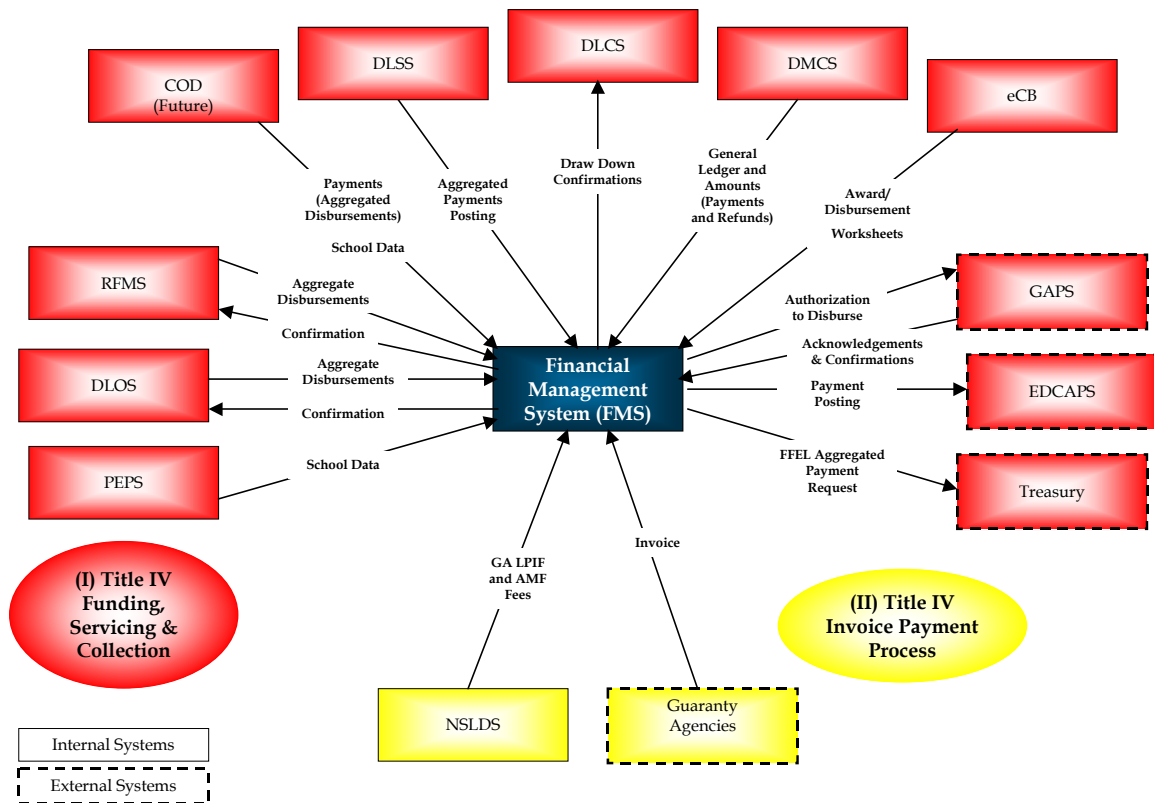 DLCS
DLSS
DMCS
COD
(Future)
eCB
Payments
(Aggregated
Disbursements)
School Data
Aggregated
Payments
Posting
Draw Down
Confirmations
General
Ledger and
Amounts
(Payments
and Refunds)
Award/
Disbursement
Worksheets
RFMS
Aggregate
Disbursements
Confirmation
GAPS
Authorization
to Disburse
Acknowledgements
& Confirmations
DLOS
Aggregate
Disbursements
Confirmation
Financial
Management
System (FMS)
Payment
Posting
EDCAPS
PEPS
School Data
FFEL Aggregated
Payment
Request
Treasury
GA LPIF
and AMF
Fees
Invoice
(I) Title IV
Funding,
Servicing &
Collection
(II) Title IV
Invoice Payment
Process
NSLDS
Guaranty
Agencies
Internal Systems
External Systems